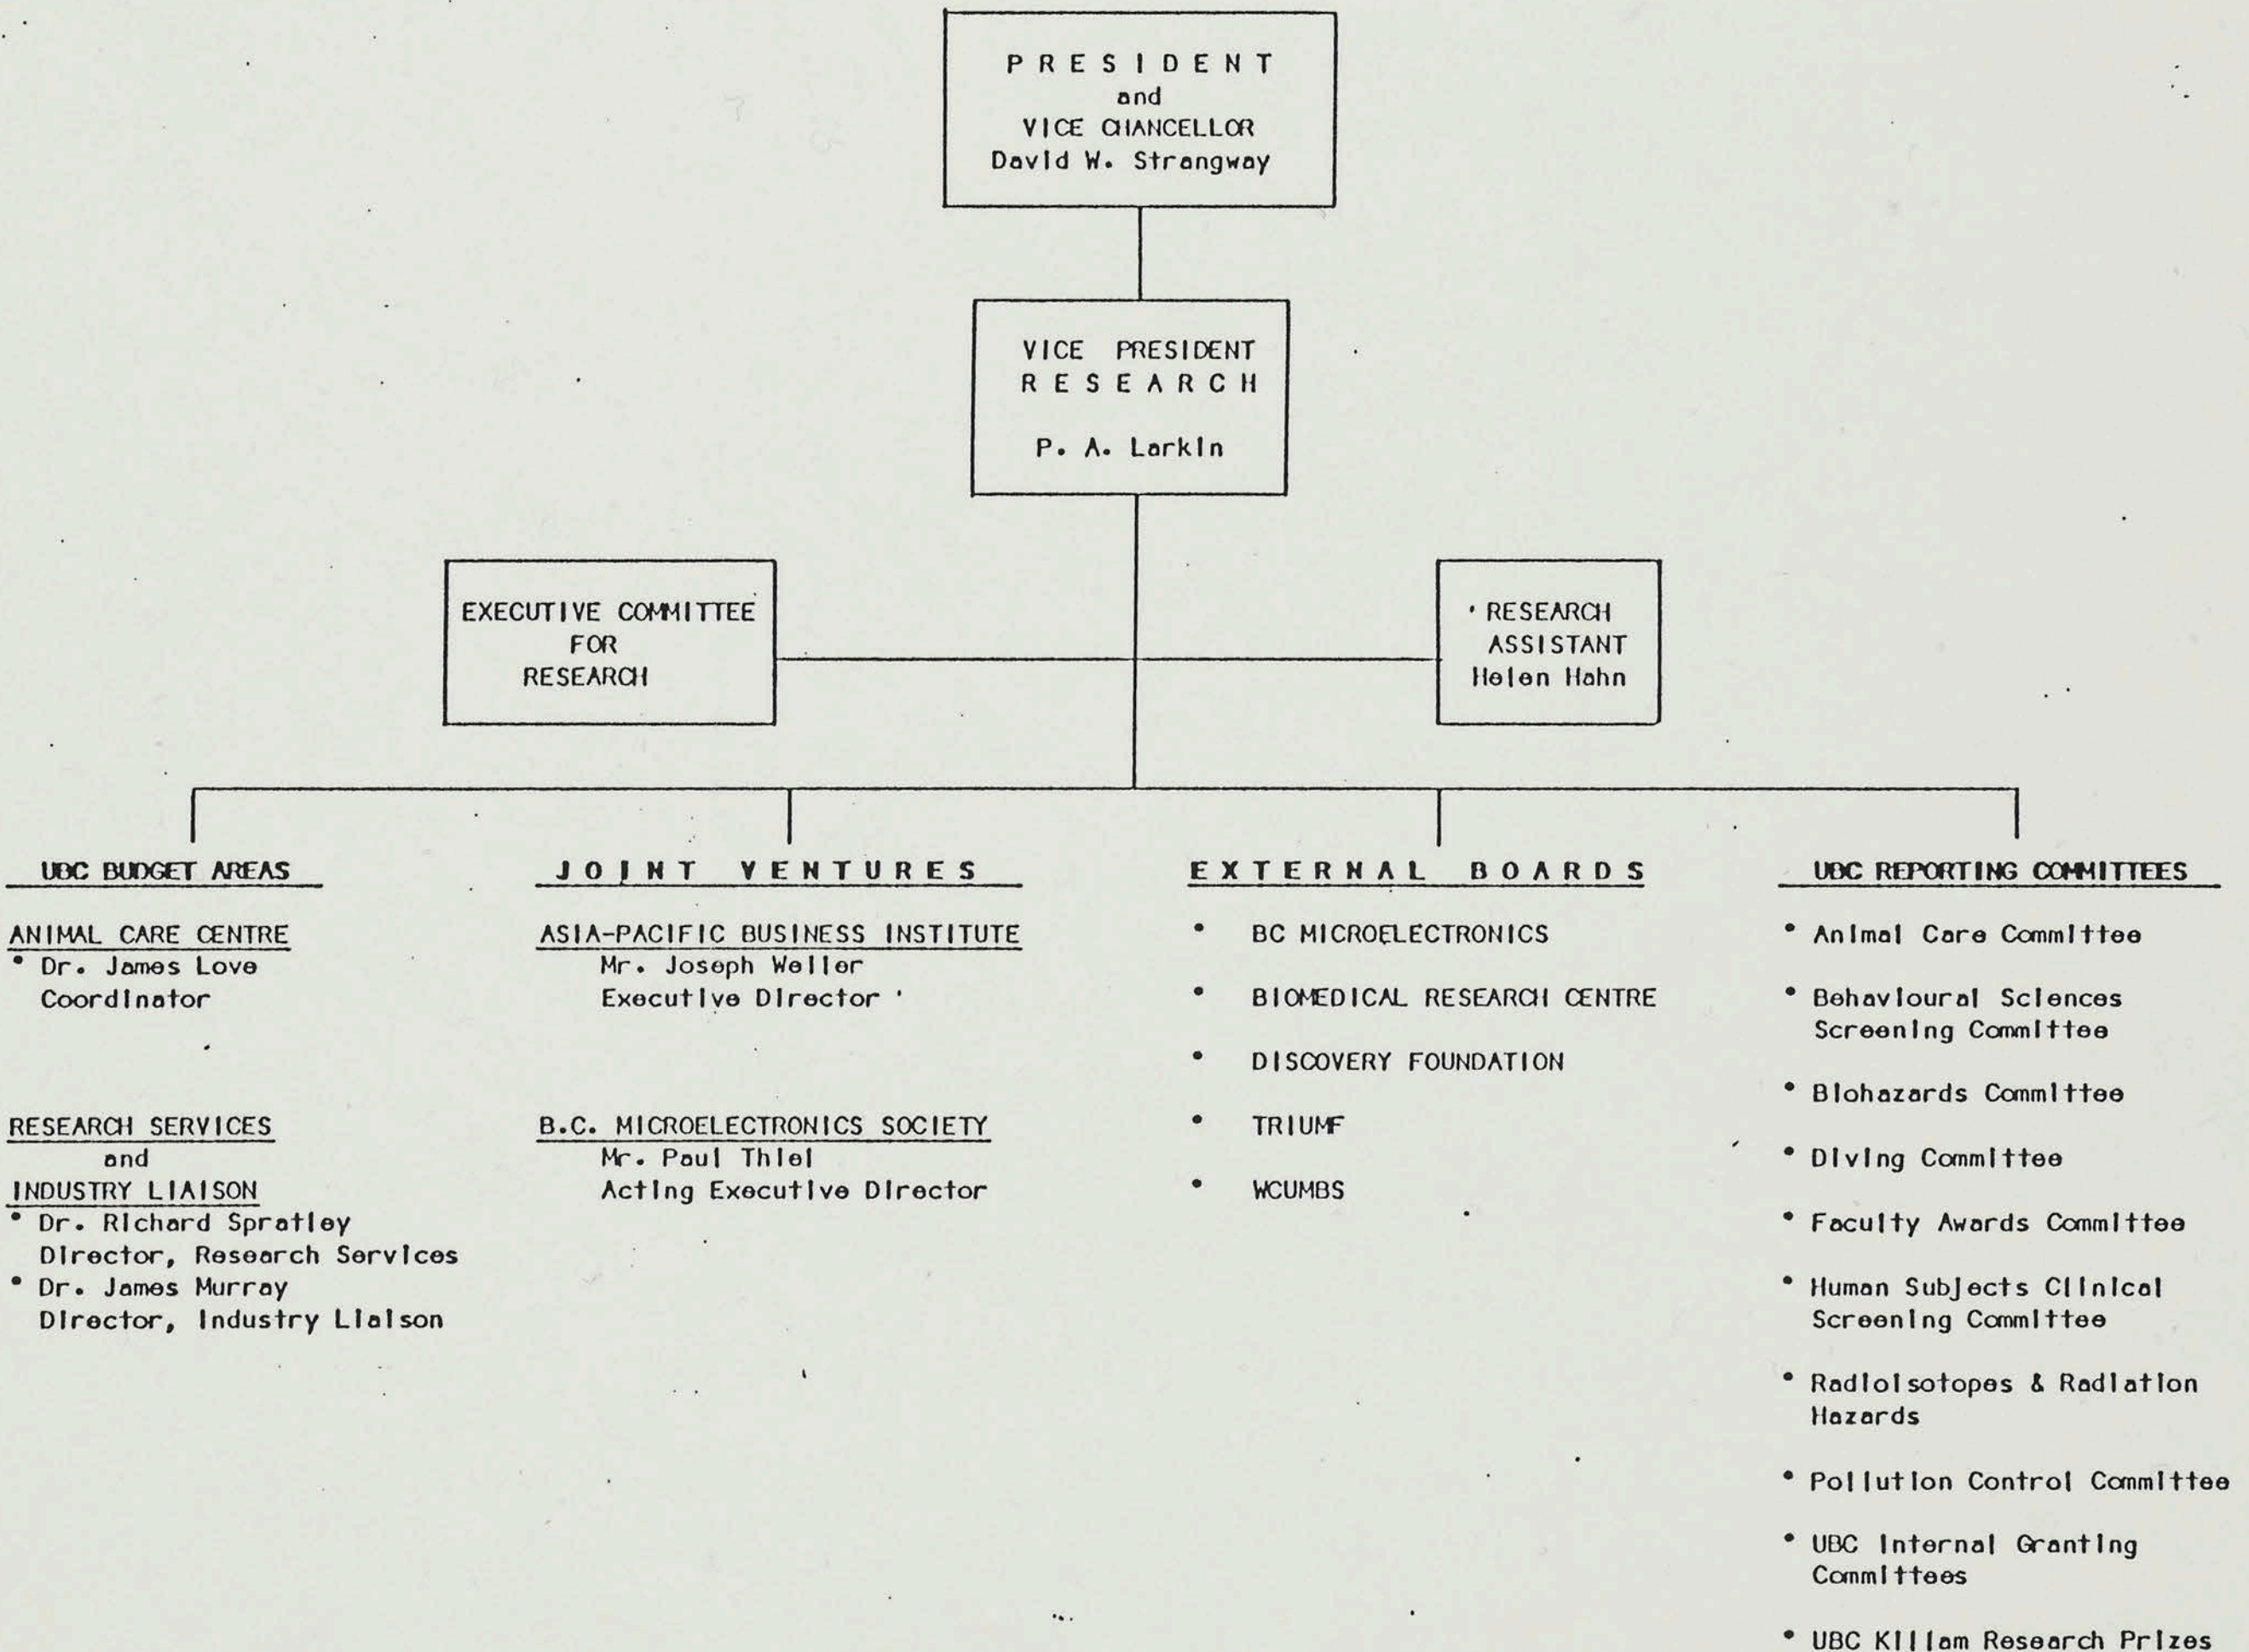 PRESIDENT
and
VICE CHANCELLOR
David W. Strangway
VICE PRESIDENT
RESEARCH
P. A. Larkin
EXECUTIVE COMMITTEE
FOR
RESEARCH
RESEARCH
ASSISTANT
Helen Hahn
UBC BUDGET AREAS
ANIMAL CARE CENTRE
• Dr. James Love
Coordinator
RESEARCH SERVICES
and
INDUSTRY LIAISON
• Dr. Richard Spratley
Director, Research Services
• Dr. James Murray
Director, Industry Liaison
JOINT VENTURES
ASIA-PACIFIC BUSINESS INSTITUTE
Mr. Joseph Weiler
Executive Director
B.C. MICROELECTRONICS SOCIETY
Mr. Paul Thiel
Acting Executive Director
EXTERNAL BOARDS
• BC MICROELECTRONICS
• BIOMEDICAL RESEARCH CENTRE
• DISCOVERY FOUNDATION
• TRIUMF
• WCUMBS
UBC REPORTING COMMITTEES
• Animal Care Committee
• Behavioural Sciences
Screening Committee
• Biohazards Committee
• Diving Committee
• Faculty Awards Committee
• Human Subjects Clinical
Screening Committee
• Radioisotopes & Radiation
Hazards
• Pollution Control Committee
• UBC Internal Granting
Committees
• UBC Killam Research Prizes